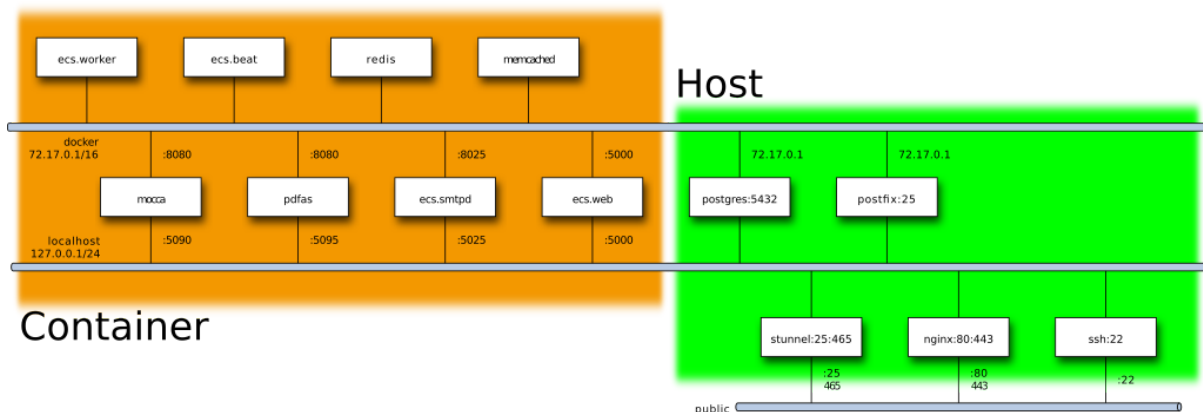 ecs.worker
ecs.beat
redis
memcached
Host
docker
72.17.0.1/16
:8080
:8080
:8025
:5000
72.17.0.1
72.17.0.1
mocca
pdfas
ecs.smtpd
ecs.web
postgres:5432
postfix:25
localhost
127.0.0.1/24
:5090
:5095
:5025
:5000
Container
stunnel:25:465
nginx:80:443
ssh:22
:25
465
:80
443
:22
public